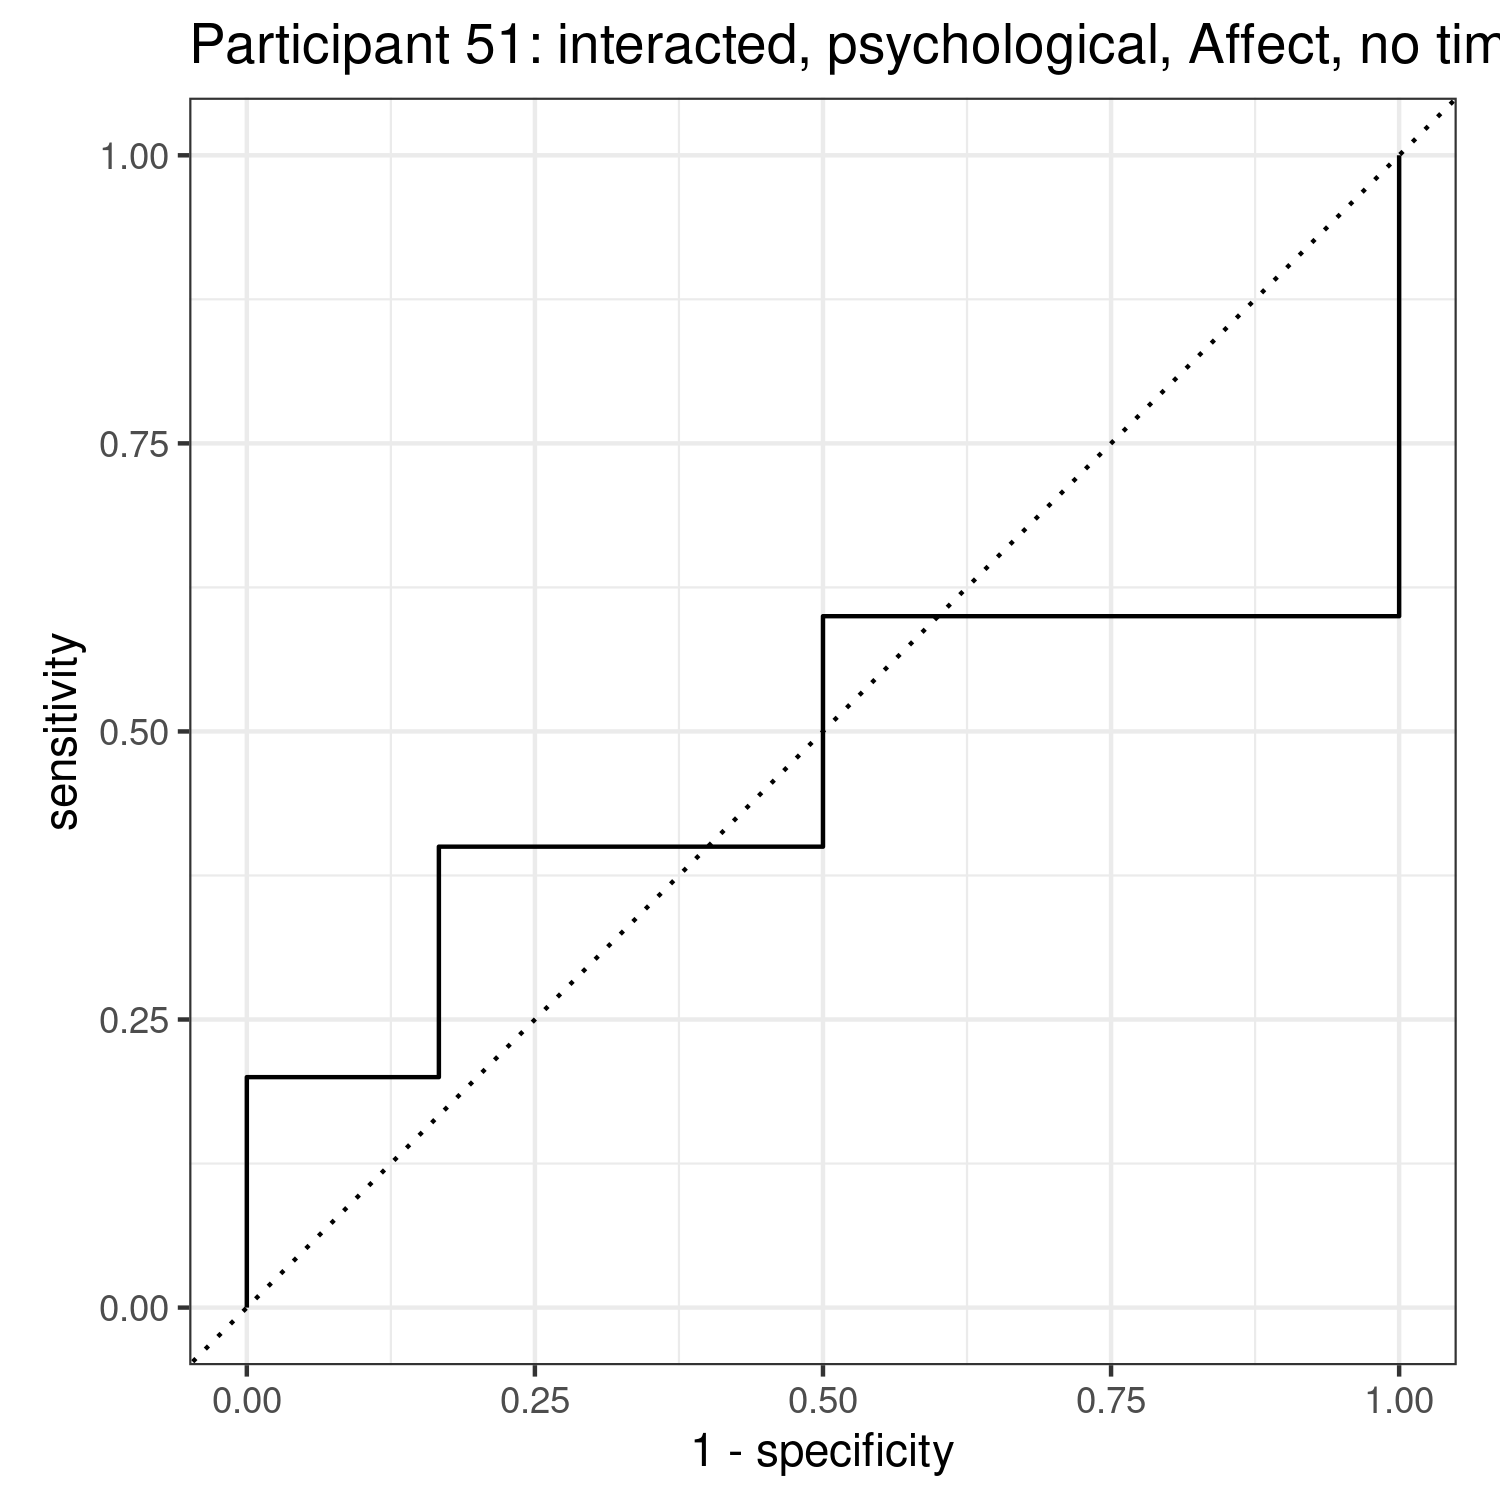 Participant 51: interacted, psychological, Affect, no tim
1.00
0.75
0.50
0.25
0.00
sensitivity
0.00 0.25 0.50 0.75 1.00
1 - specificity